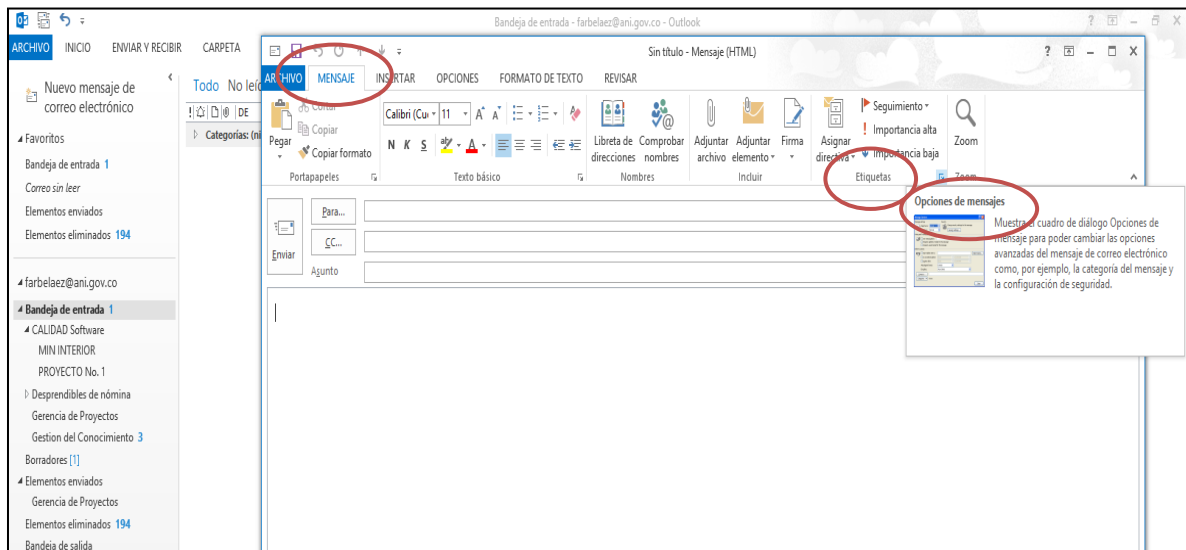 Bandeja de entrada - farbelaez@ani.gov.co - Outlook
ARCHIVO INICIO ENVIAR Y RECIBIR CARPETA
Nuevo mensaje de
correo electrónico
Favoritos
Bandeja de entrada 1
Correo sin leer
Elementos enviados
Elementos eliminados 194
farbelaez@ani.gov.co
Bandeja de entrada 1
CALIDAD Software
MIN INTERIOR
PROYECTO No. 1
Desprendibles de nómina
Gerencia de Proyectos
Gestion del Conocimiento 3
Borradores [1]
Elementos enviados
Gerencia de Proyectos
Elementos eliminados 194
Bandeja de salida
Todo No leíd
DE
Categorías: (ni
Sin título - Mensaje (HTML)
ARCHIVO MENSAJE INSERTAR OPCIONES FORMATO DE TEXTO REVISAR
Pegar
Cortar
Copiar
Copiar formato
Portapapeles
Calibri (Cu 11
N K S
Texto básico
Libreta de
direcciones
Comprobar
nombres
Nombres
Adjuntar
archivo
Adjuntar
elemento
Firma
Incluir
Asignar
directiva
Seguimiento
Importancia alta
Importancia baja
Etiquetas
Zoom
Zoom
Enviar
Para...
CC...
Asunto
Opciones de mensajes
Muestra el cuadro de diálogo Opciones de
mensaje para poder cambiar las opciones
avanzadas del mensaje de correo electrónico
como, por ejemplo, la categoría del mensaje y
la configuración de seguridad.